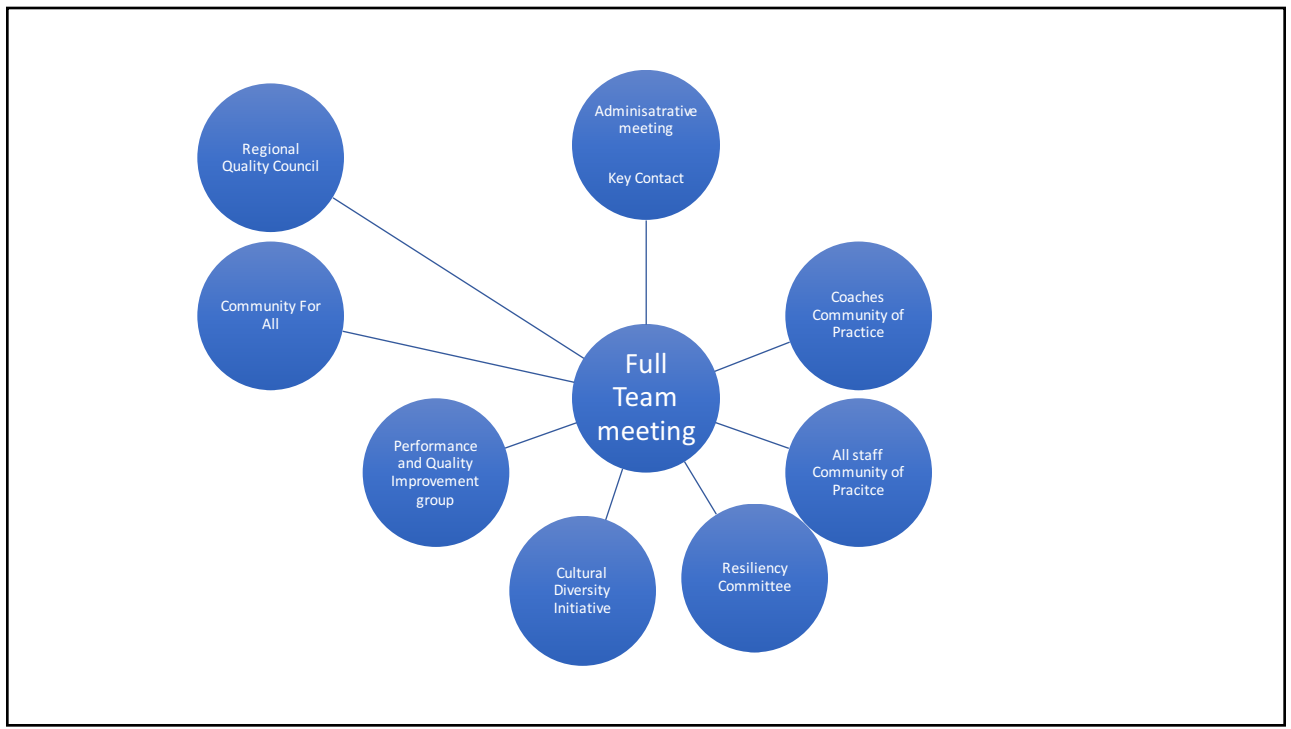 Adminisatrative
meeting
Key Contact
Regional
Quality Council
Community For
All
Coaches
Community of
Practice
Full
Team
meeting
Performance
and Quality
Improvement
group
All staff
Community of
Pracitce
Cultural
Diversity
Initiative
Resiliency
Committee